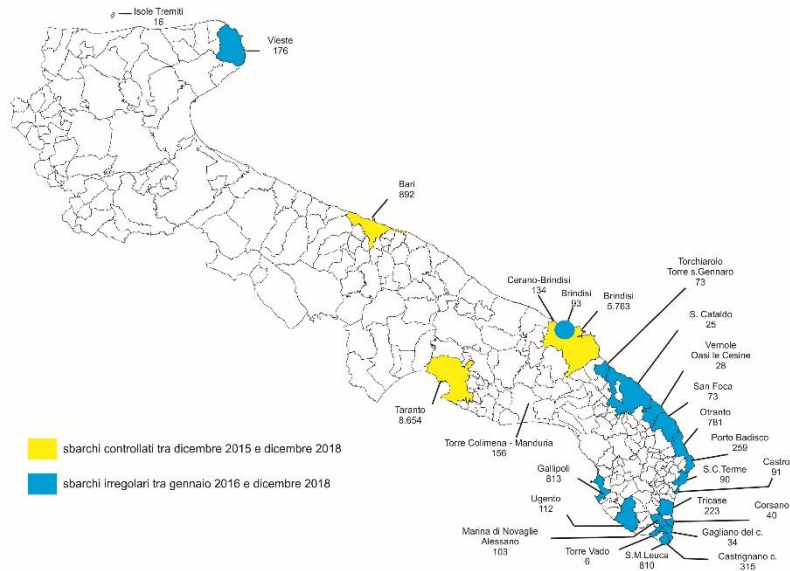 Isole Tremiti
16
Vieste
176
Bari
892
Torchiarolo
Torre s.Gennaro
73
Cerano-Brindisi
134
Brindisi
93
Brindisi
5.763
S. Cataldo
25
Vernole
Oasi le Cesine
28
San Foca
73
Otranto
781
Taranto
8.654
Torre Colimena - Manduria
156
Porto Badisco
259
sbarchi controllati tra dicembre 2015 e dicembre 2018
sbarchi irregolari tra gennaio 2016 e dicembre 2018
Gallipoli
813
S.C.Terme
90
Castro
91
Ugento
112
Tricase
223
Corsano
40
Marina di Novaglie
Alessano
103
Gagliano del c.
34
Torre Vado
6
S.M.Leuca
810
Castrignano c.
315